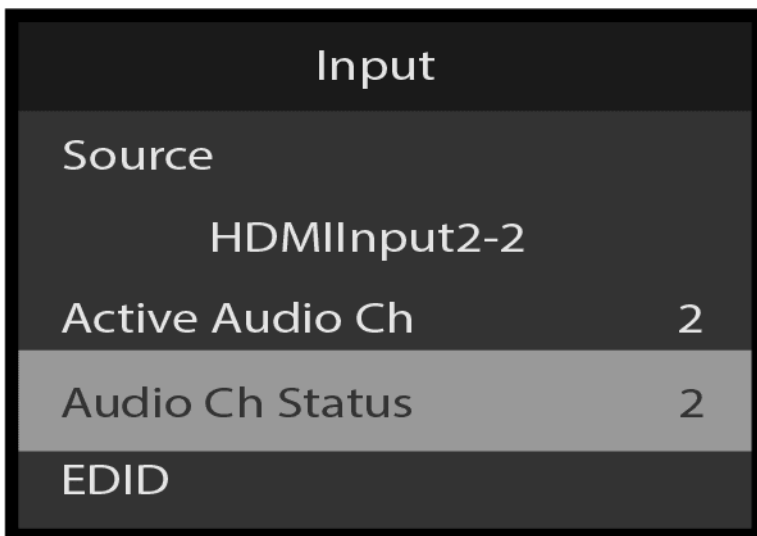 Input
Source
HDMIInput2-2
Active Audio Ch 2
Audio Ch Status 2
EDID